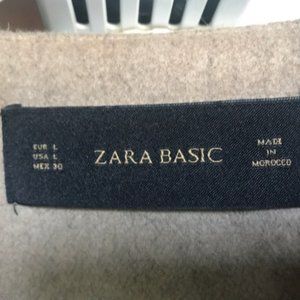 EUR L
USA L
MEX 30
ZARA BASIC
MADE
IN
MOROCCO